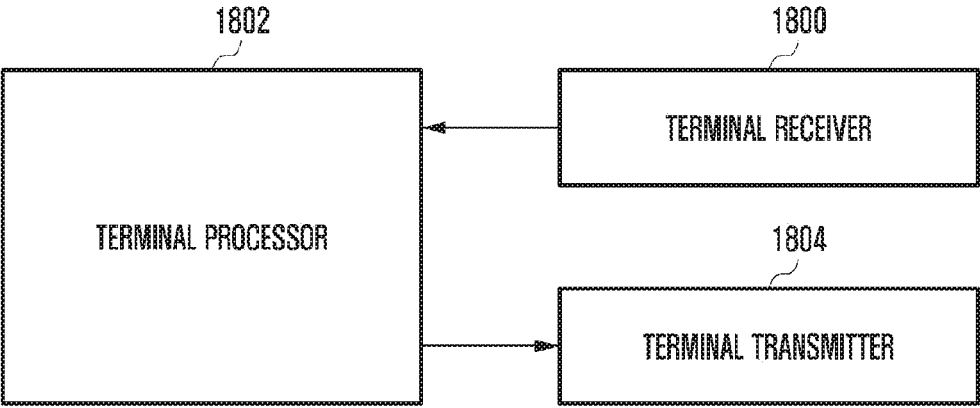 1802
1800
TERMINAL RECEIVER
TERMINAL PROCESSOR
1804
TERMINAL TRANSMITTER